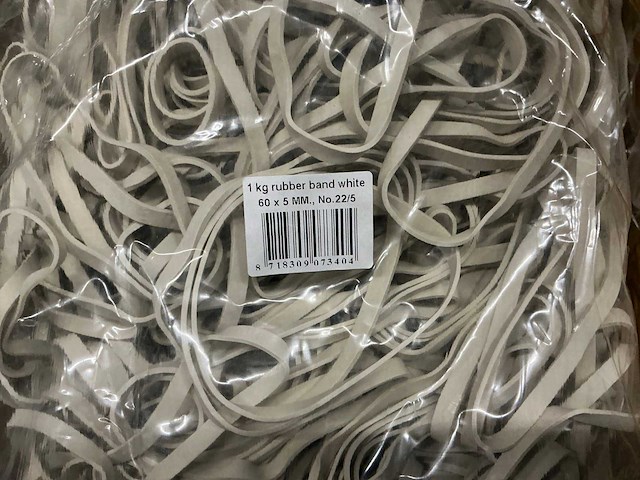 1 kg rubber band white
60 x 5 MM., No.22/5
8 718309 073404